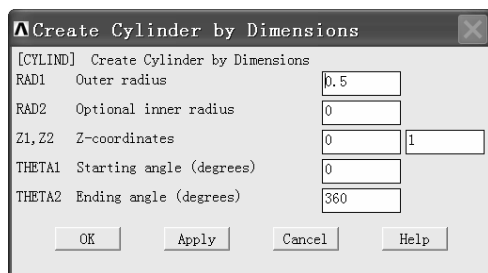 Create Cylinder by Dimensions
[CYLIND] Create Cylinder by Dimensions
RAD1 Outer radius 0.5
RAD2 Optional inner radius 0
Z1,Z2 Z-coordinates 0 1
THETA1 Starting angle (degrees) 0
THETA2 Ending angle (degrees) 360
OK Apply Cancel Help